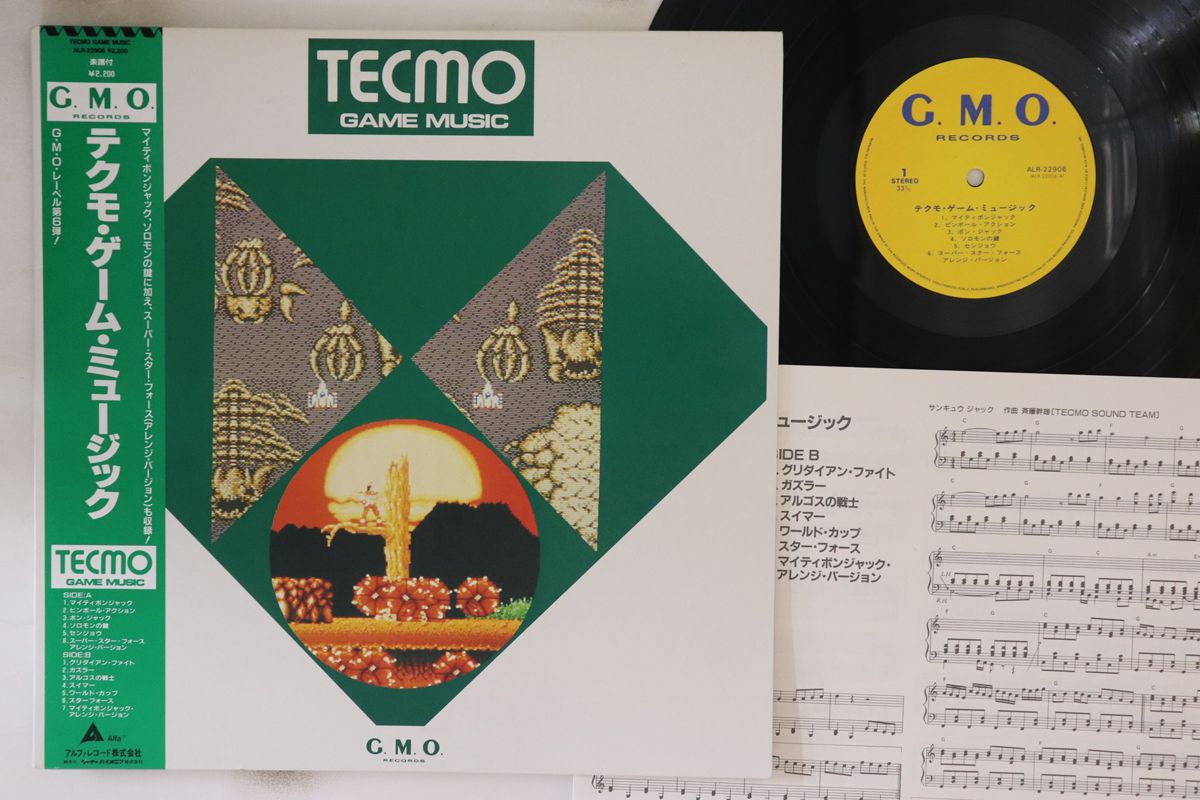 TECMO GAME MUSIC
ALR-22906 ¥2,200
楽譜付
¥2,200
G. M. O.
RECORDS
テクモ・ゲーム・ミュージック
マイティボンジャック、ソロモンの鍵に加え、スーパー・スター・フォース(アレンジ・バージョン)も収録!
G・M・O・レーベル第6弾!
TECMO
GAME MUSIC
SIDE:A
1.マイティボンジャック
2.ピンボール・アクション
3.ボン・ジャック
4.ソロモンの鍵
5.センジョウ
6.スーパー・スター・フォース
アレンジ・バージョン
SIDE:B
1.グリダイアン・ファイト
2.ガズラー
3.アルゴスの戦士
4.スイマー
5.ワールド・カップ
6.スターフォース
7.マイティボンジャック・
アレンジ・バージョン
Alfa
アルファレコード株式会社
TECMO
GAME MUSIC
G. M. O.
RECORDS
G. M. O.
RECORDS
1
STEREO
33⅓
ALR-22906
テクモ・ゲーム・ミュージック
1. マイティボンジャック
2. ピンボール・アクション
3. ボン・ジャック
4. ソロモンの鍵
5. センジョウ
6. スーパー・スター・フォース
アレンジ・バージョン
ュージック
SIDE B
グリダイアン・ファイト
ガズラー
アルゴスの戦士
スイマー
ワールド・カップ
スター・フォース
マイティボンジャック・
アレンジ・バージョン
サンキュウ ジャック 作曲 斉藤幹雄〔TECMO SOUND TEAM〕